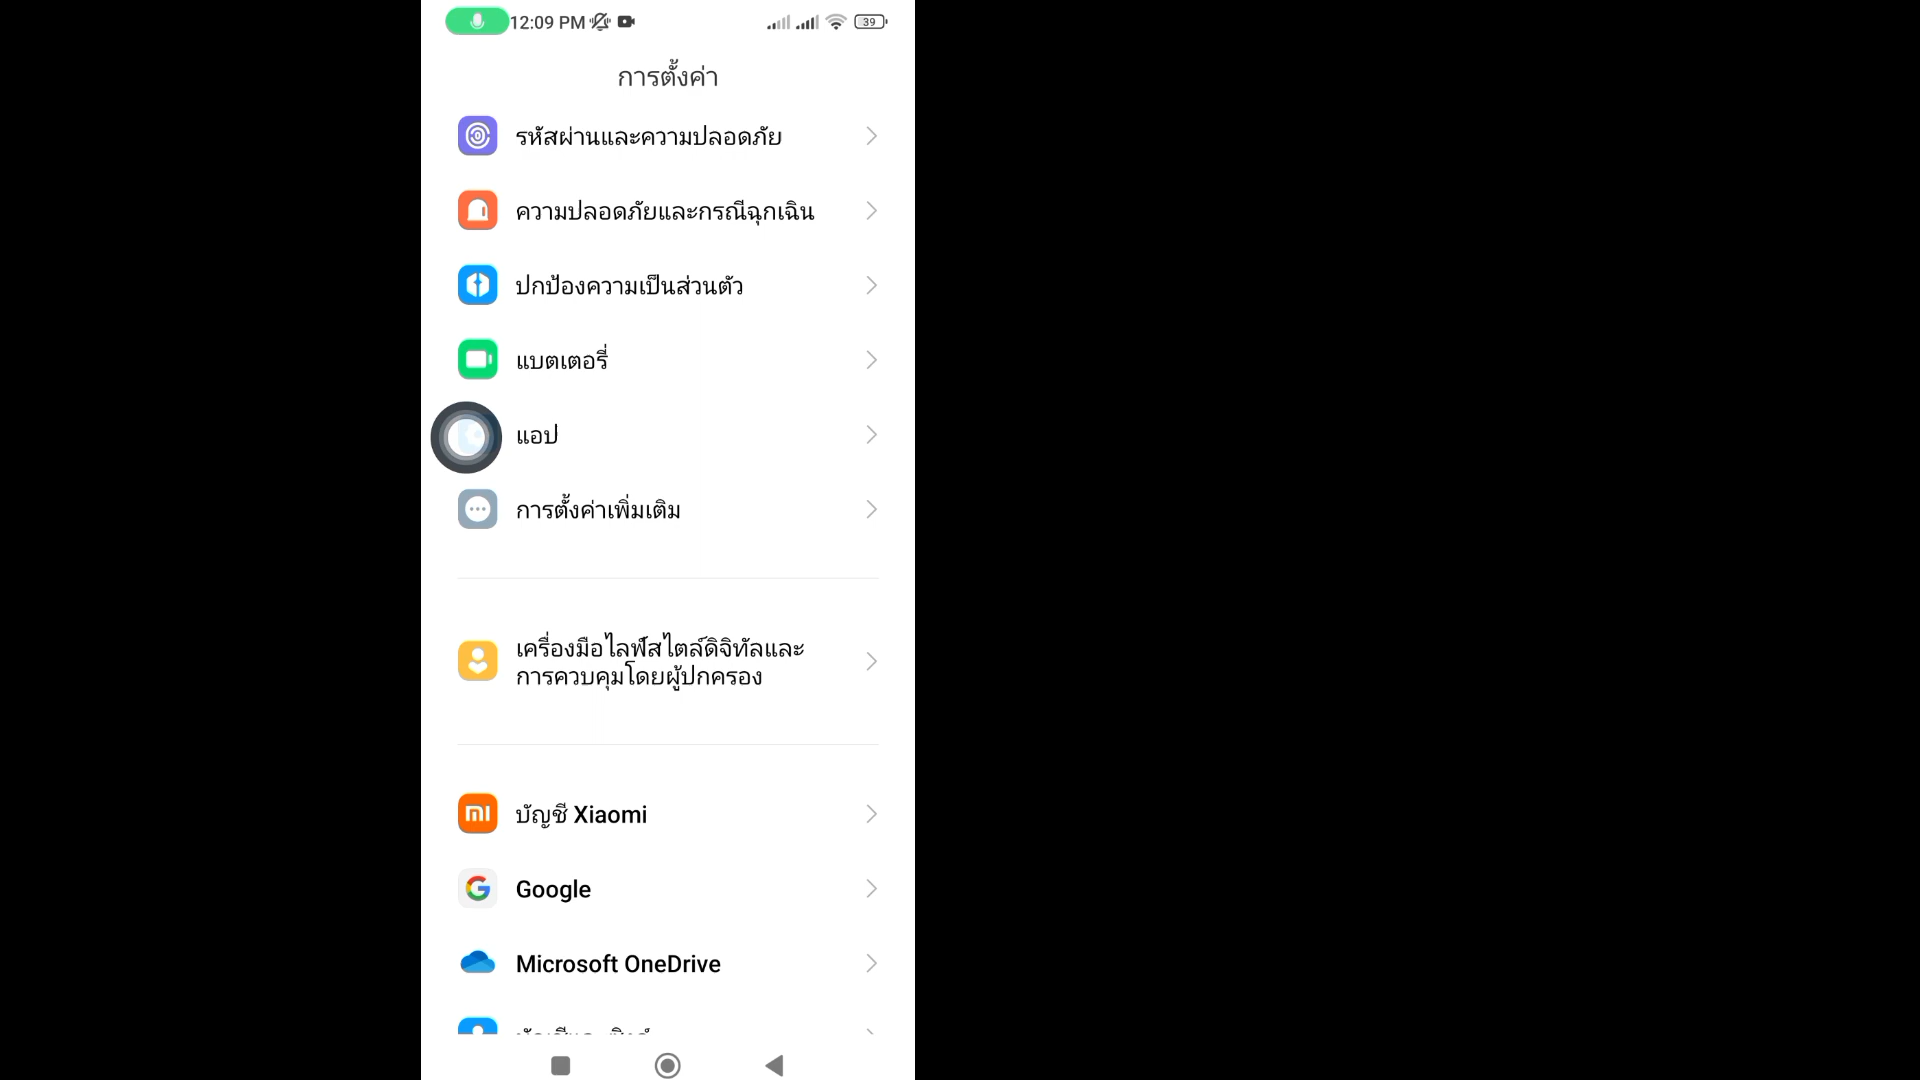 12:09 PM
39
การตั้งค่า
รหัสผ่านและความปลอดภัย
ความปลอดภัยและกรณีฉุกเฉิน
ปกป้องความเป็นส่วนตัว
แบตเตอรี่
แอป
การตั้งค่าเพิ่มเติม
เครื่องมือไลฟ์สไตล์ดิจิทัลและ
การควบคุมโดยผู้ปกครอง
บัญชี Xiaomi
Google
Microsoft OneDrive